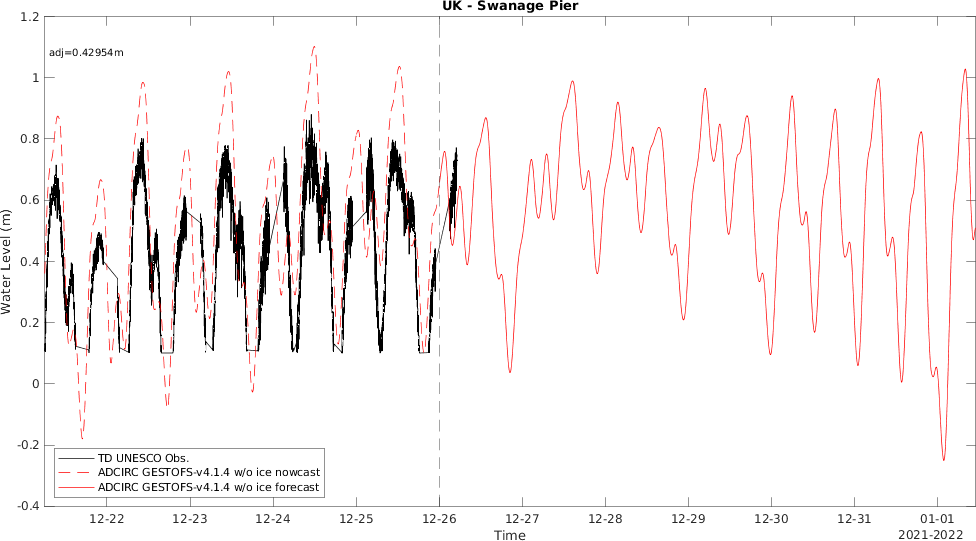 UK - Swanage Pier
adj=0.42954m
1.2
1
0.8
0.6
0.4
0.2
0
-0.2
-0.4
Water Level (m)
TD UNESCO Obs.
ADCIRC GESTOFS-v4.1.4 w/o ice nowcast
ADCIRC GESTOFS-v4.1.4 w/o ice forecast
12-22 12-23 12-24 12-25 12-26 12-27 12-28 12-29 12-30 12-31 01-01
Time
2021-2022